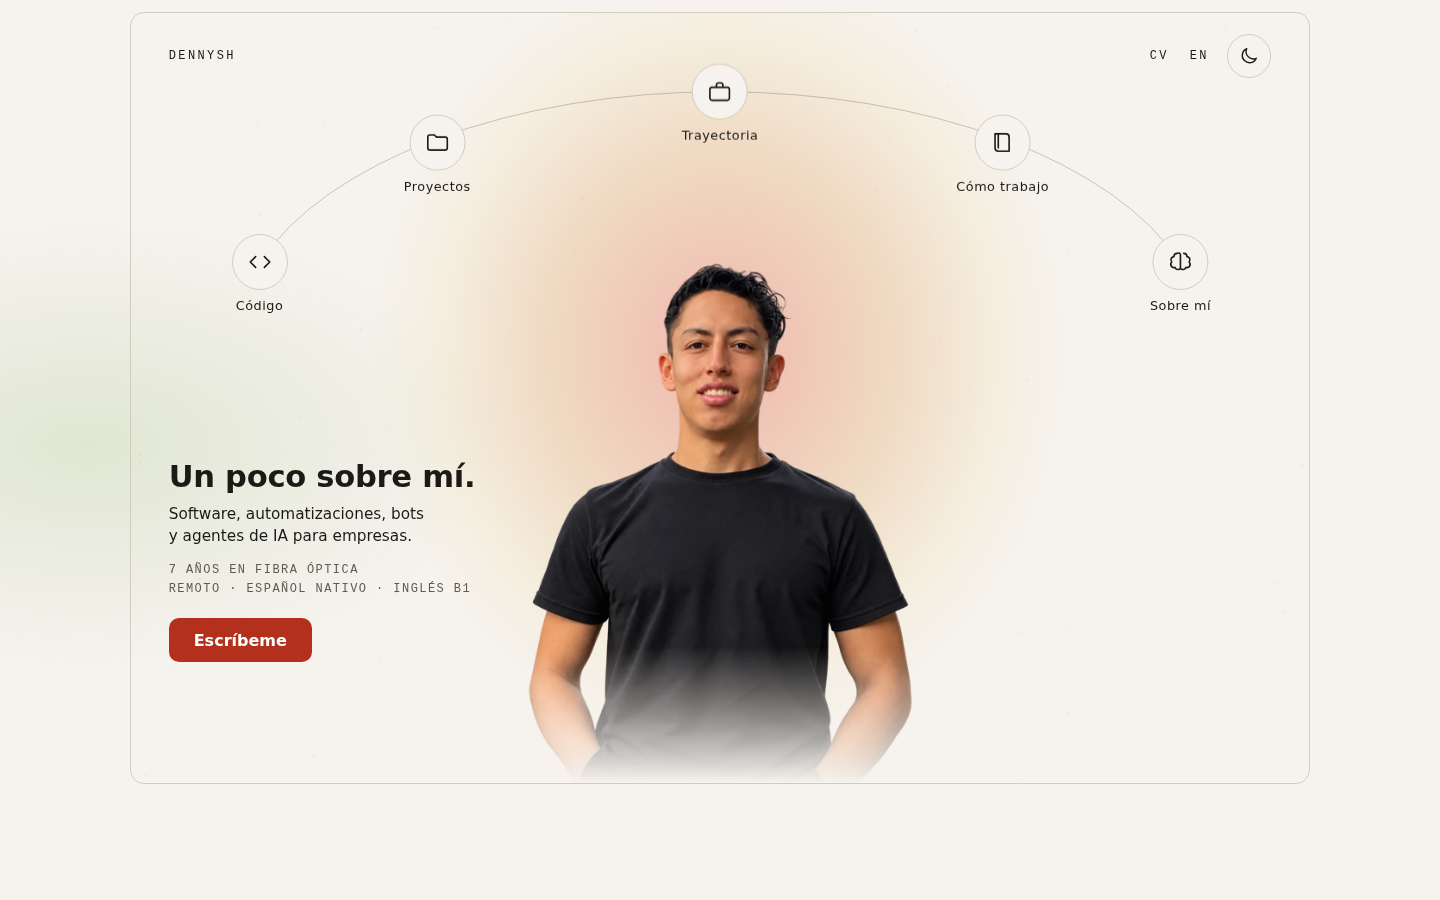 DENNYSH
CV EN
Trayectoria
Proyectos
Cómo trabajo
Código
Sobre mí
Un poco sobre mí.
Software, automatizaciones, bots
y agentes de IA para empresas.
7 AÑOS EN FIBRA ÓPTICA
REMOTO · ESPAÑOL NATIVO · INGLÉS B1
Escríbeme